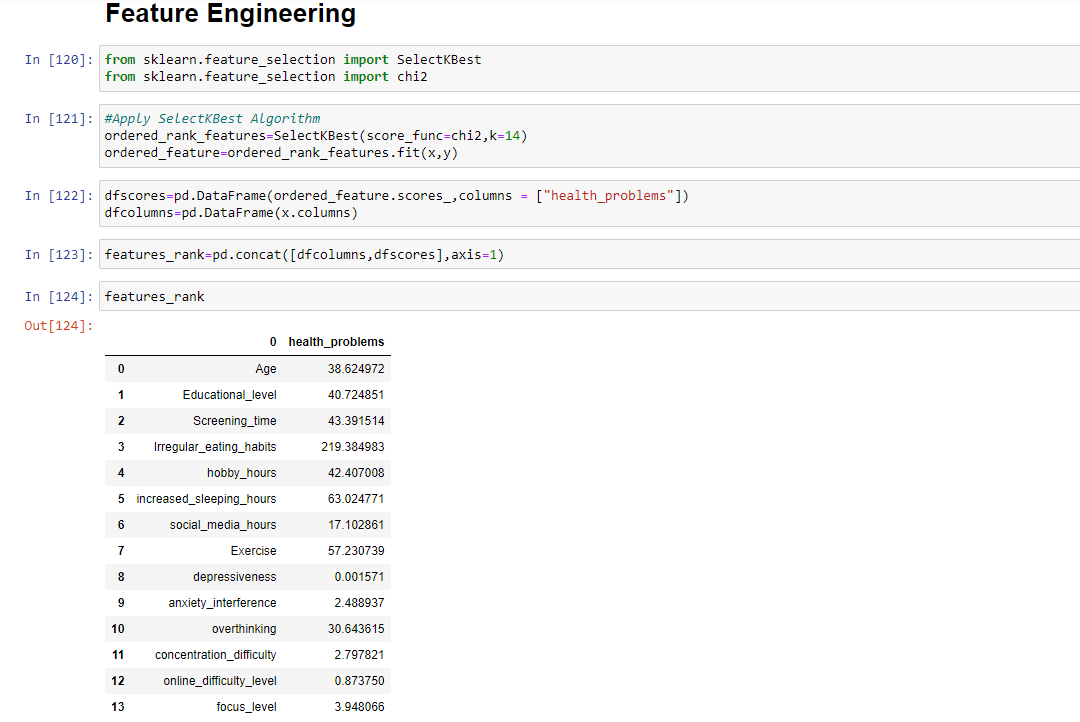 Feature Engineering
In [120]: from sklearn.feature_selection import SelectKBest
from sklearn.feature_selection import chi2
In [121]: #Apply SelectKBest Algorithm
ordered_rank_features=SelectKBest(score_func=chi2,k=14)
ordered_feature=ordered_rank_features.fit(x,y)
In [122]: dfscores=pd.DataFrame(ordered_feature.scores_,columns = ["health_problems"])
dfcolumns=pd.DataFrame(x.columns)
In [123]: features_rank=pd.concat([dfcolumns,dfscores],axis=1)
In [124]: features_rank
Out[124]:
0 health_problems
0 Age 38.624972
1 Educational_level 40.724851
2 Screening_time 43.391514
3 Irregular_eating_habits 219.384983
4 hobby_hours 42.407008
5 increased_sleeping_hours 63.024771
6 social_media_hours 17.102861
7 Exercise 57.230739
8 depressiveness 0.001571
9 anxiety_interference 2.488937
10 overthinking 30.643615
11 concentration_difficulty 2.797821
12 online_difficulty_level 0.873750
13 focus_level 3.948066